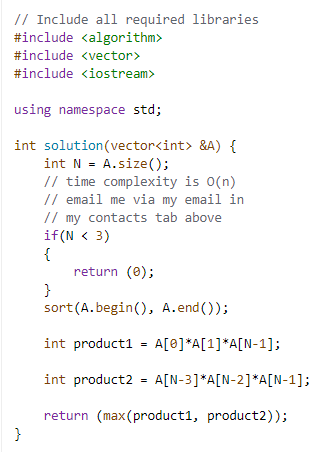 // Include all required libraries
#include <algorithm>
#include <vector>
#include <iostream>
using namespace std;
int solution(vector<int> &A) {
int N = A.size();
// time complexity is O(n)
// email me via my email in
// my contacts tab above
if(N < 3)
{
return (0);
}
sort(A.begin(), A.end());
int product1 = A[0]*A[1]*A[N-1];
int product2 = A[N-3]*A[N-2]*A[N-1];
return (max(product1, product2));
}